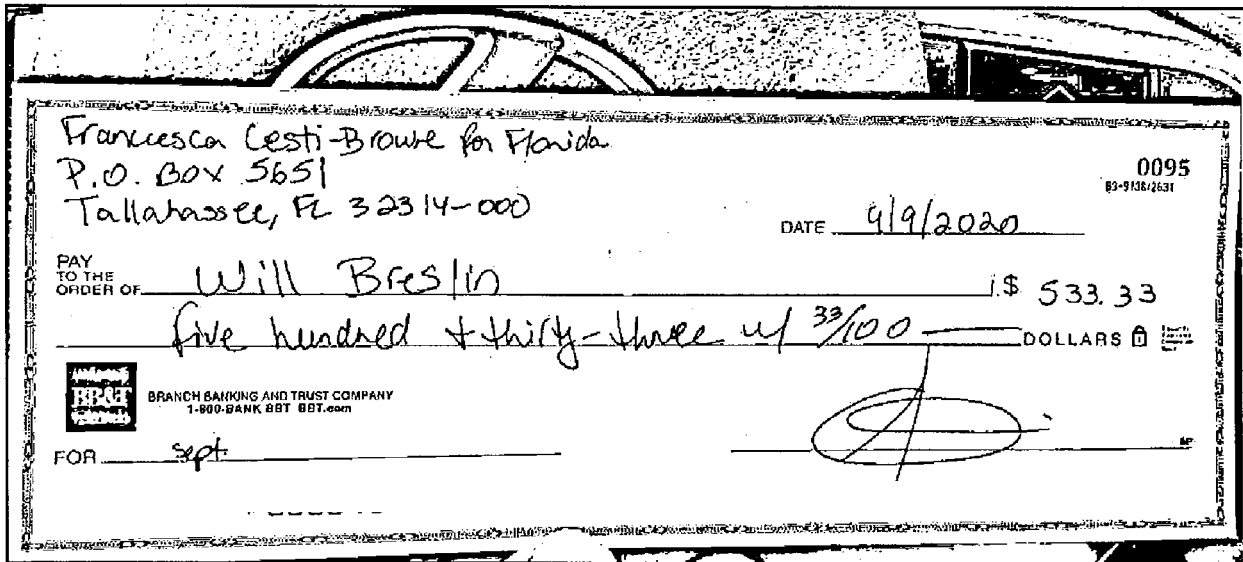 Francesca Cesti-Browne for Florida
P.O. BOX 5651
Tallahassee, FL 32314-000
0095
63-9138/2631
DATE 9/9/2020
PAY TO THE ORDER OF Will Breslin $ 533.33
five hundred + thirty-three w/ 33/100 DOLLARS
BB&T
BRANCH BANKING AND TRUST COMPANY
1-800-BANK BBT BBT.com
FOR sept.